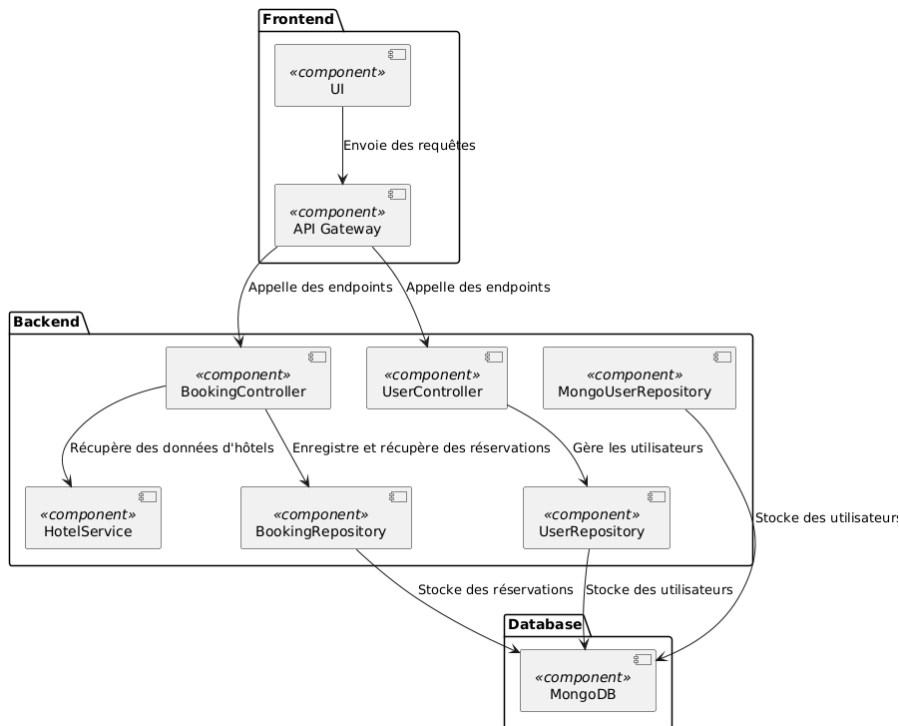 Frontend
«component»
UI
Envoie des requêtes
«component»
API Gateway
Appelle des endpoints
Appelle des endpoints
Backend
«component»
BookingController
«component»
UserController
«component»
MongoUserRepository
Récupère des données d'hôtels
Enregistre et récupère des réservations
Gère les utilisateurs
«component»
HotelService
«component»
BookingRepository
«component»
UserRepository
Stocke des utilisateurs
Stocke des réservations
Stocke des utilisateurs
Database
«component»
MongoDB